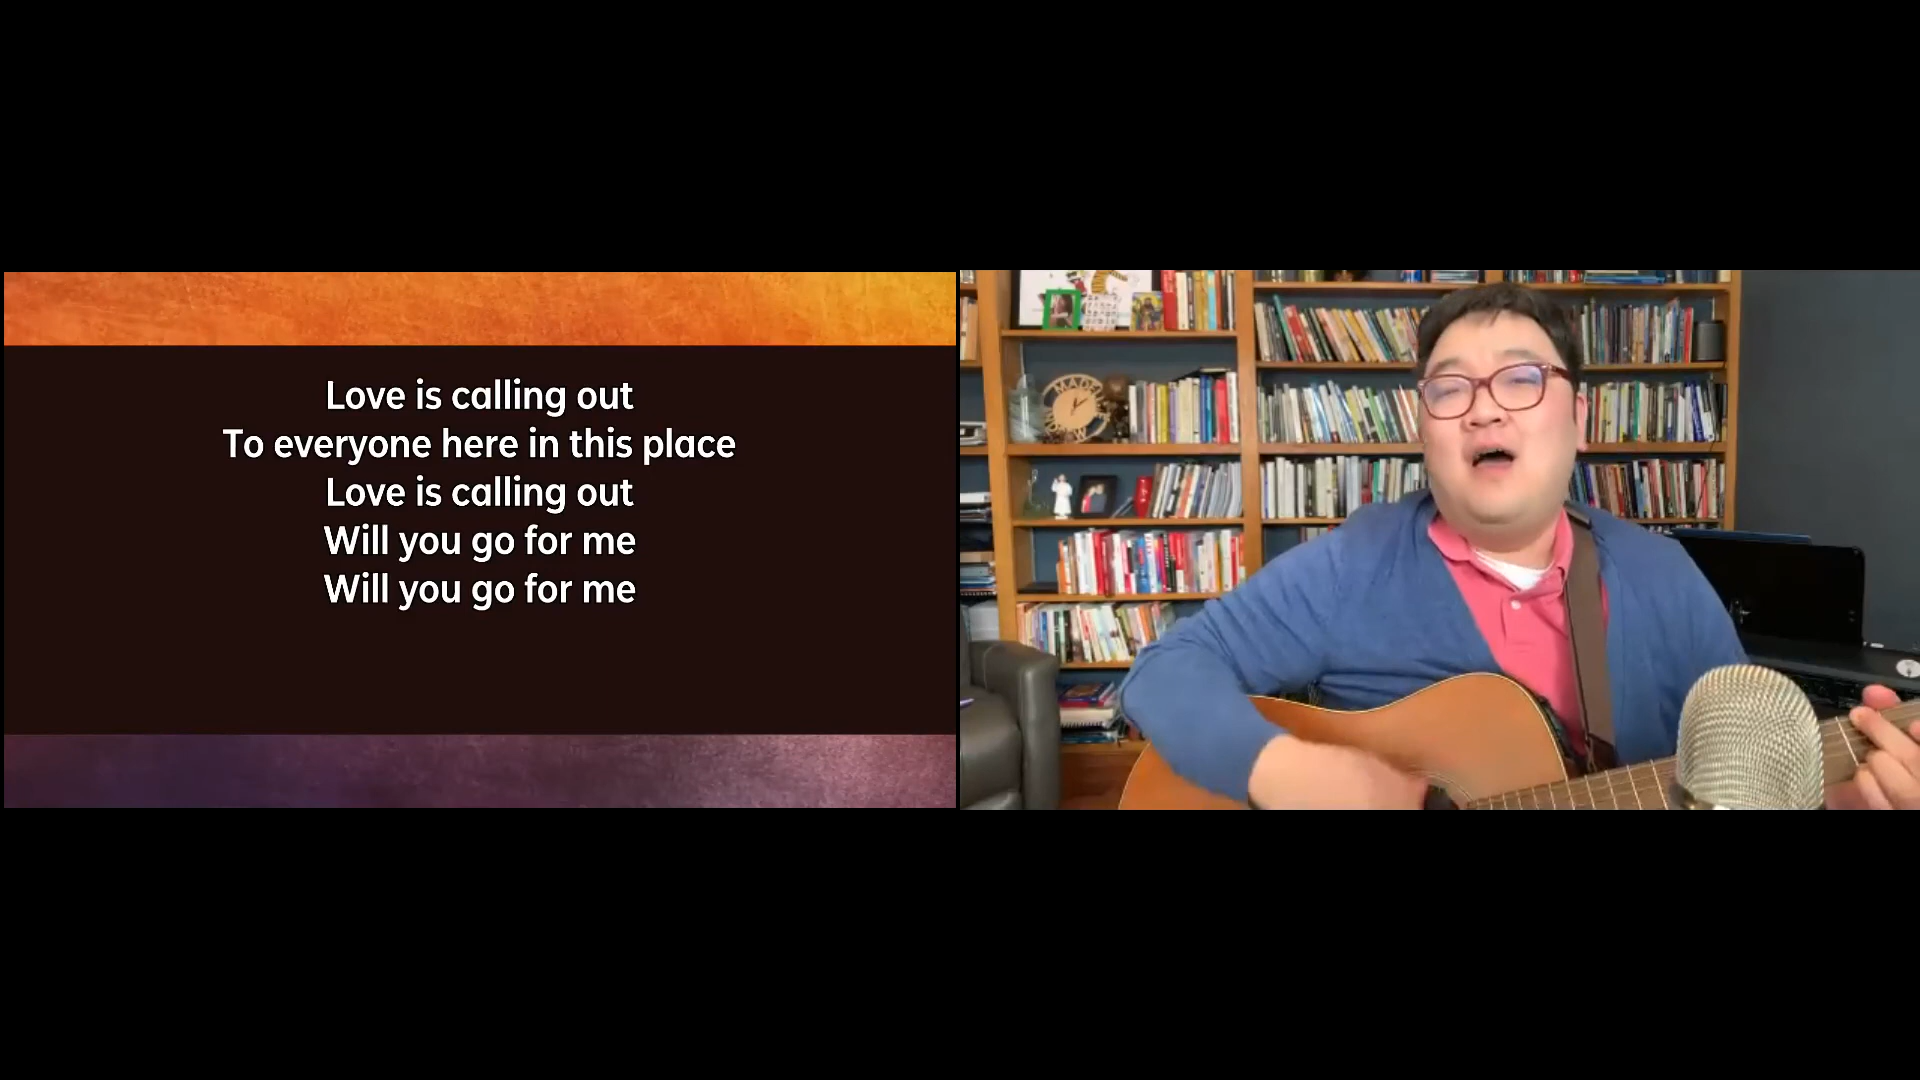 Love is calling out
To everyone here in this place
Love is calling out
Will you go for me
Will you go for me
MADE